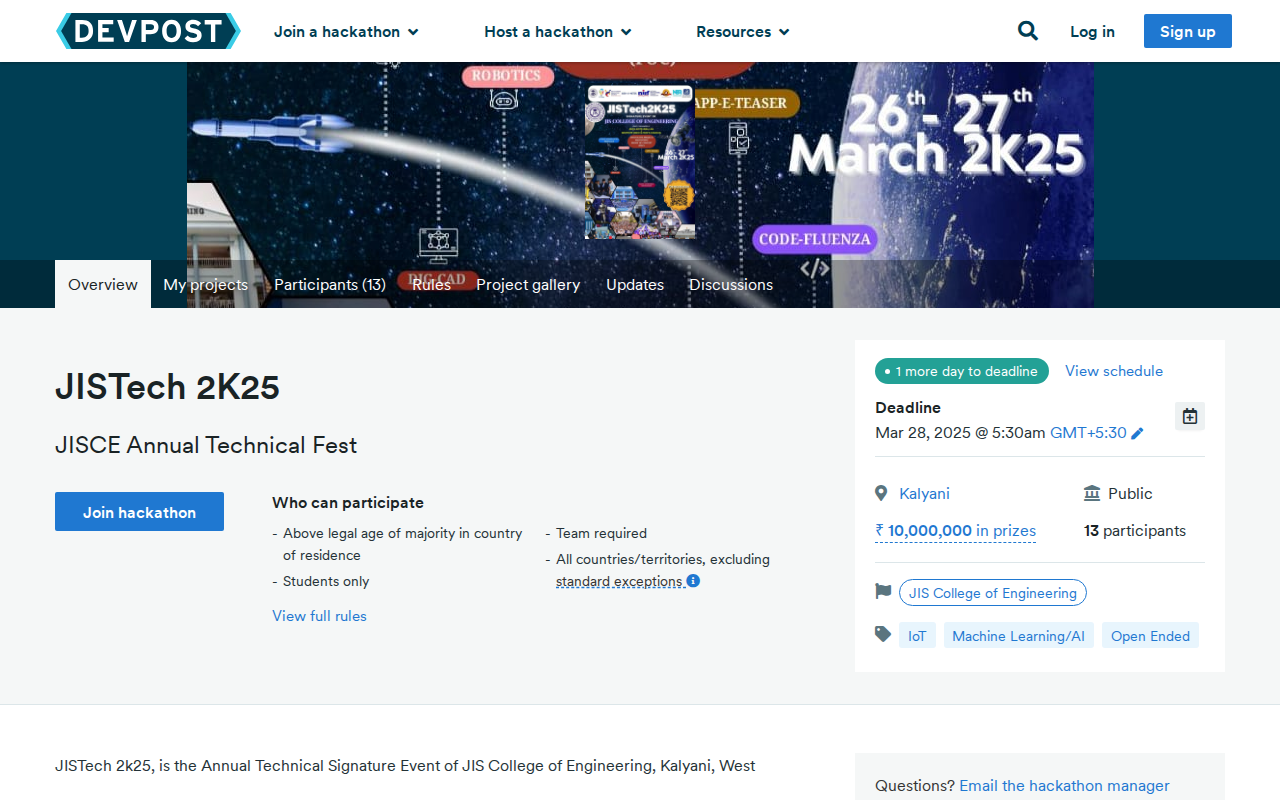 DEVPOST
Join a hackathon
Host a hackathon
Resources
Log in
Sign up
ROBOTICS
APP-E-TEASER
26th - 27th
March 2K25
JISTech2K25
JIS COLLEGE OF ENGINEERING
26th - 27th
March 2K25
CODE-FLUENZA
DIG-CAD
Overview
My projects
Participants (13)
Rules
Project gallery
Updates
Discussions
JISTech 2K25
JISCE Annual Technical Fest
Join hackathon
Who can participate
- Above legal age of majority in country
of residence
- Students only
- Team required
- All countries/territories, excluding
standard exceptions
View full rules
1 more day to deadline
View schedule
Deadline
Mar 28, 2025 @ 5:30am GMT+5:30
Kalyani
Public
₹ 10,000,000 in prizes
13 participants
JIS College of Engineering
IoT
Machine Learning/AI
Open Ended
JISTech 2k25, is the Annual Technical Signature Event of JIS College of Engineering, Kalyani, West
Questions? Email the hackathon manager